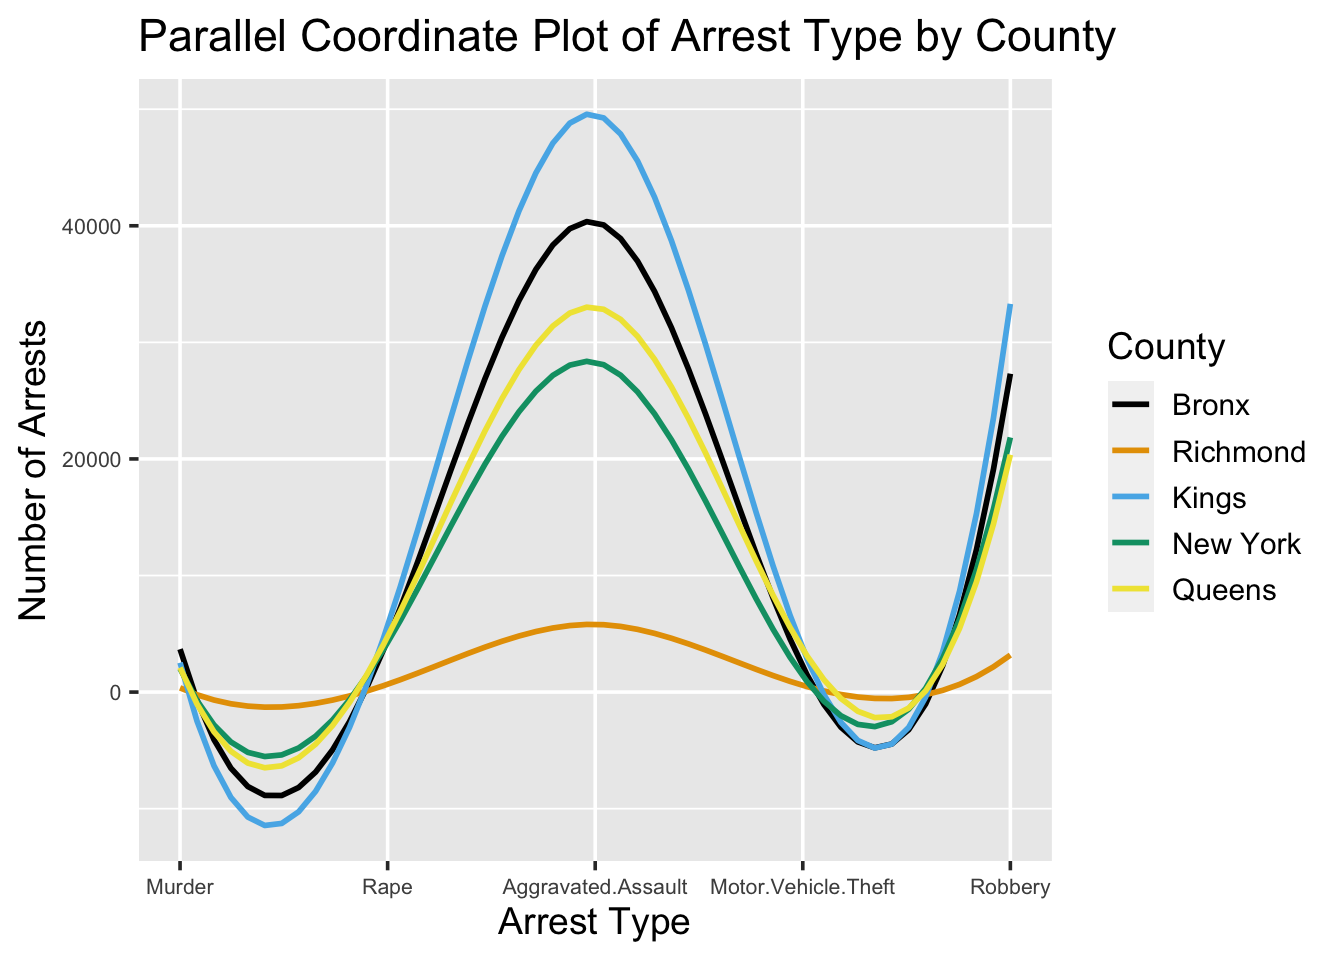 Parallel Coordinate Plot of Arrest Type by County
Number of Arrests
40000
20000
0
Murder
Rape
Aggravated.Assault
Motor.Vehicle.Theft
Robbery
Arrest Type
County
Bronx
Richmond
Kings
New York
Queens